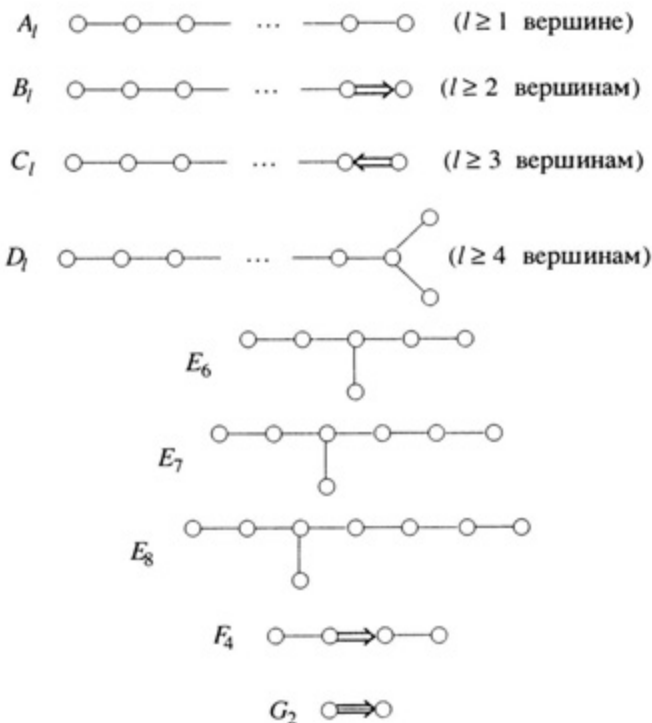 A_l ... (l ≥ 1 вершине)
B_l ... (l ≥ 2 вершинам)
C_l ... (l ≥ 3 вершинам)
D_l ... (l ≥ 4 вершинам)
E_6
E_7
E_8
F_4
G_2